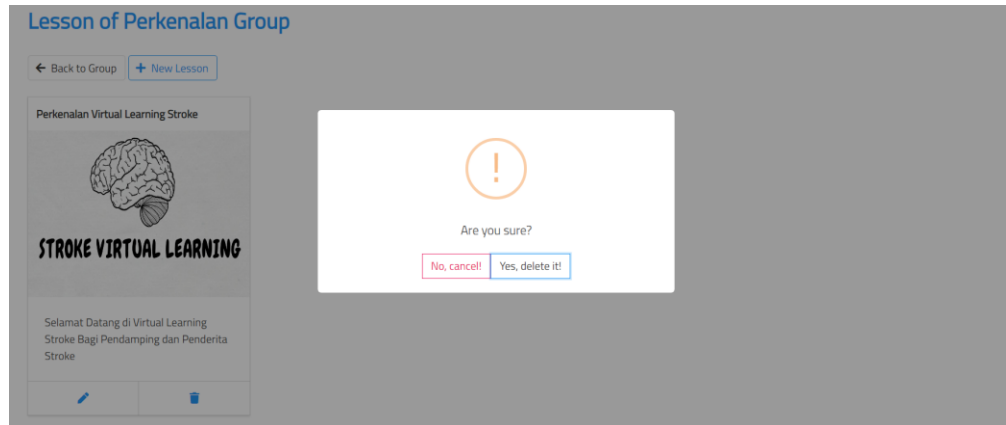 Lesson of Perkenalan Group
Back to Group
+ New Lesson
Perkenalan Virtual Learning Stroke
STROKE VIRTUAL LEARNING
Selamat Datang di Virtual Learning
Stroke Bagi Pendamping dan Penderita
Stroke
!
Are you sure?
No, cancel!
Yes, delete it!